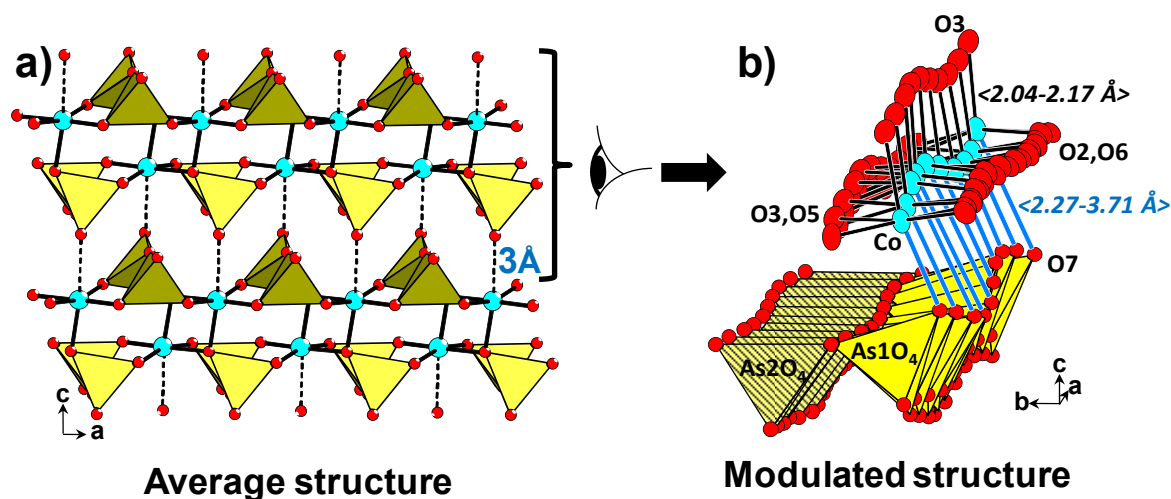 a)
3Å
c
a
Average structure
b)
O3
<2.04-2.17 Å>
O2,O6
O3,O5
<2.27-3.71 Å>
Co
O7
As1O₄
As2O₄
c
a
b
Modulated structure